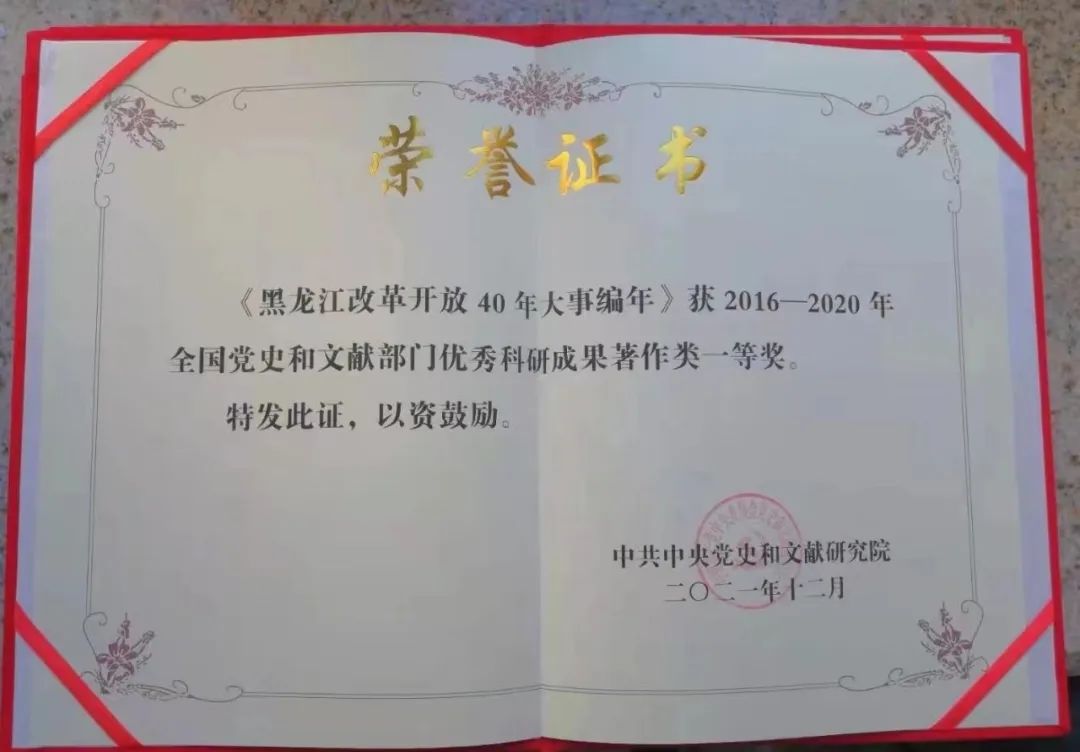 荣誉证书
《黑龙江改革开放40年大事编年》获2016—2020年
全国党史和文献部门优秀科研成果著作类一等奖。
特发此证，以资鼓励。
中共中央党史和文献研究院
二〇二一年十二月